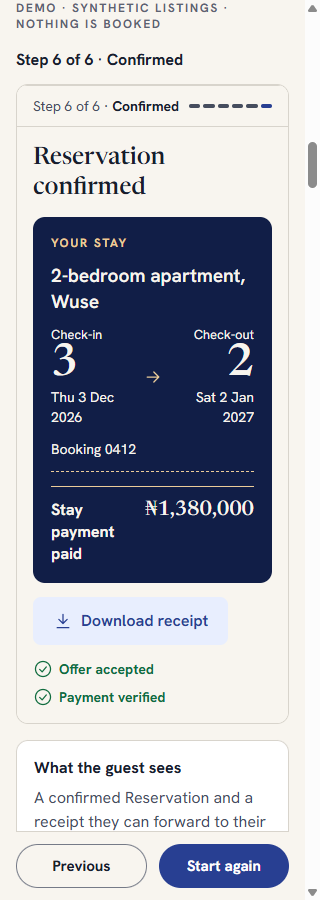 DEMO · SYNTHETIC LISTINGS ·
NOTHING IS BOOKED
Step 6 of 6 · Confirmed
Step 6 of 6 · Confirmed
Reservation
confirmed
YOUR STAY
2-bedroom apartment,
Wuse
Check-in
3
Thu 3 Dec
2026
→
Check-out
2
Sat 2 Jan
2027
Booking 0412
Stay
payment
paid
₦1,380,000
Download receipt
Offer accepted
Payment verified
What the guest sees
A confirmed Reservation and a
receipt they can forward to their
Previous
Start again